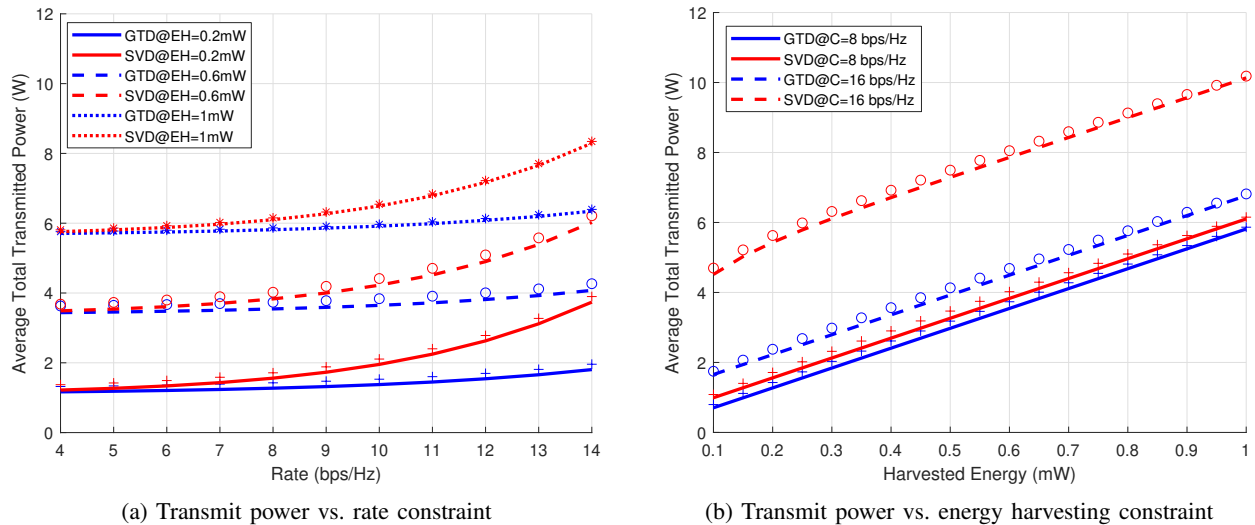 12
10
8
6
4
2
0
Average Total Transmitted Power (W)
GTD@EH=0.2mW
SVD@EH=0.2mW
GTD@EH=0.6mW
SVD@EH=0.6mW
GTD@EH=1mW
SVD@EH=1mW
4 5 6 7 8 9 10 11 12 13 14
Rate (bps/Hz)
(a) Transmit power vs. rate constraint
12
10
8
6
4
2
0
Average Total Transmitted Power (W)
GTD@C=8 bps/Hz
SVD@C=8 bps/Hz
GTD@C=16 bps/Hz
SVD@C=16 bps/Hz
0.1 0.2 0.3 0.4 0.5 0.6 0.7 0.8 0.9 1
Harvested Energy (mW)
(b) Transmit power vs. energy harvesting constraint